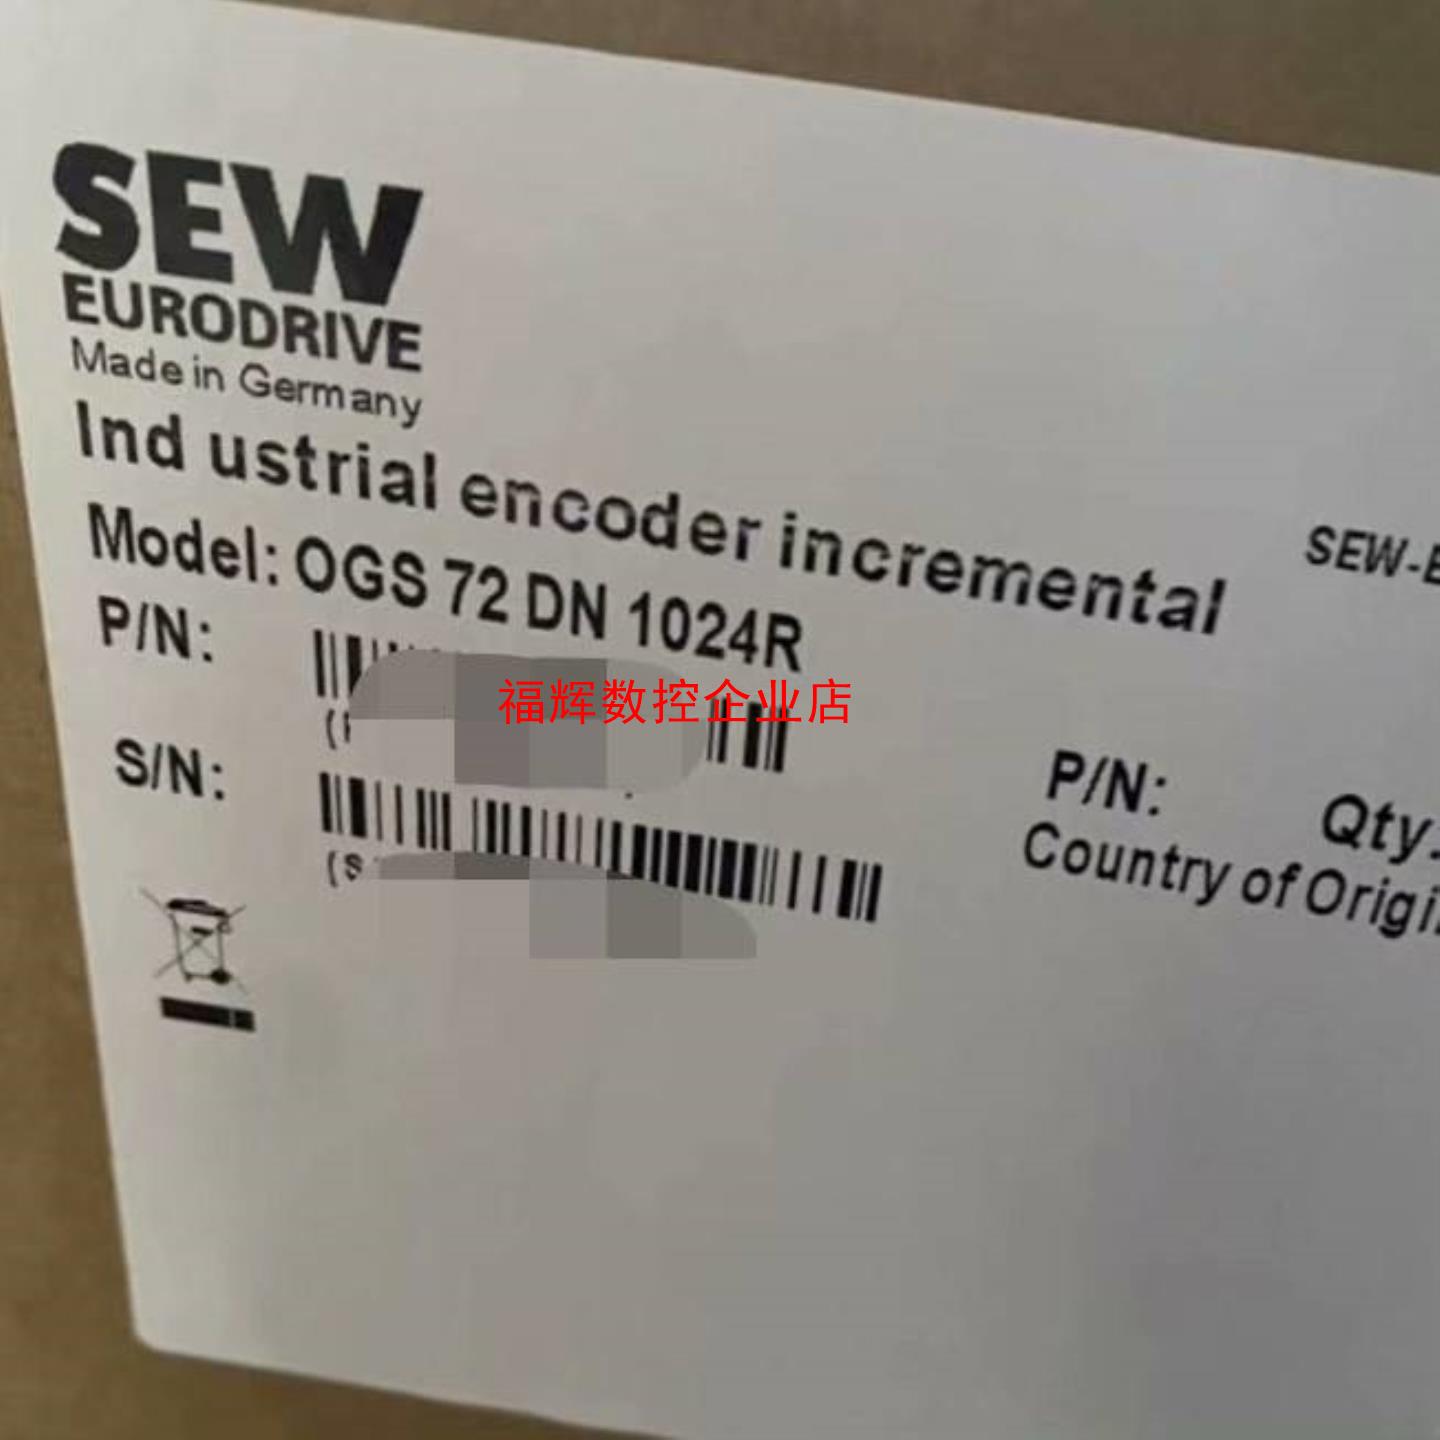 SEW
EURODRIVE
Made in Germany
Ind ustrial encoder incremental
Model: OGS 72 DN 1024R
P/N:
福辉数控企业店
S/N:
(S
SEW-E
P/N:
Qty.
Country of Origi